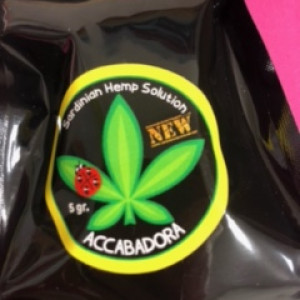 Sardinian Hemp Solution
NEW
5 gr.
ACCABADORA